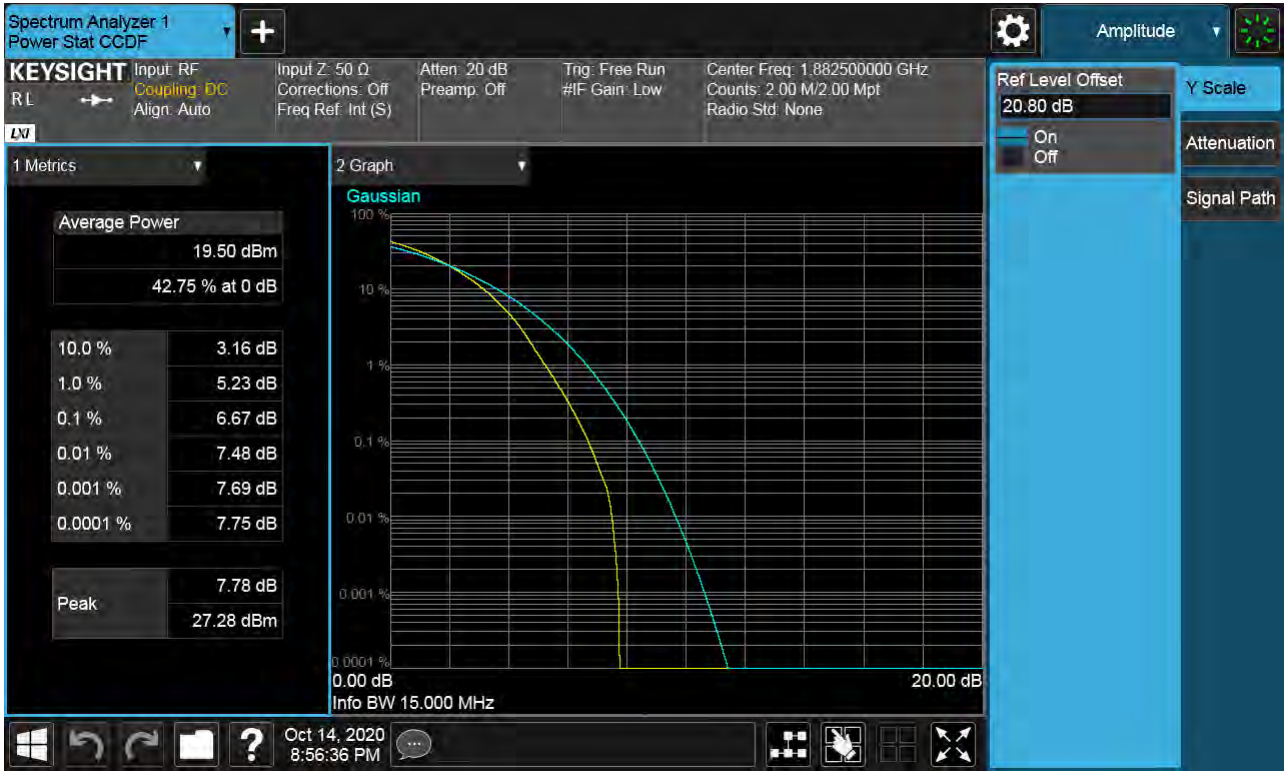 Spectrum Analyzer 1
Power Stat CCDF
Amplitude
KEYSIGHT
RL
LXI
Input: RF
Coupling: DC
Align: Auto
Input Z: 50 Ω
Corrections: Off
Freq Ref: Int (S)
Atten: 20 dB
Preamp: Off
Trig: Free Run
#IF Gain: Low
Center Freq: 1.882500000 GHz
Counts: 2.00 M/2.00 Mpt
Radio Std: None
Ref Level Offset
20.80 dB
On
Off
Y Scale
Attenuation
Signal Path
1 Metrics
Average Power
19.50 dBm
42.75 % at 0 dB
10.0 % 3.16 dB
1.0 % 5.23 dB
0.1 % 6.67 dB
0.01 % 7.48 dB
0.001 % 7.69 dB
0.0001 % 7.75 dB
Peak
7.78 dB
27.28 dBm
2 Graph
Gaussian
100 %
10 %
1 %
0.1 %
0.01 %
0.001 %
0.0001 %
0.00 dB
20.00 dB
Info BW 15.000 MHz
?
Oct 14, 2020
8:56:36 PM